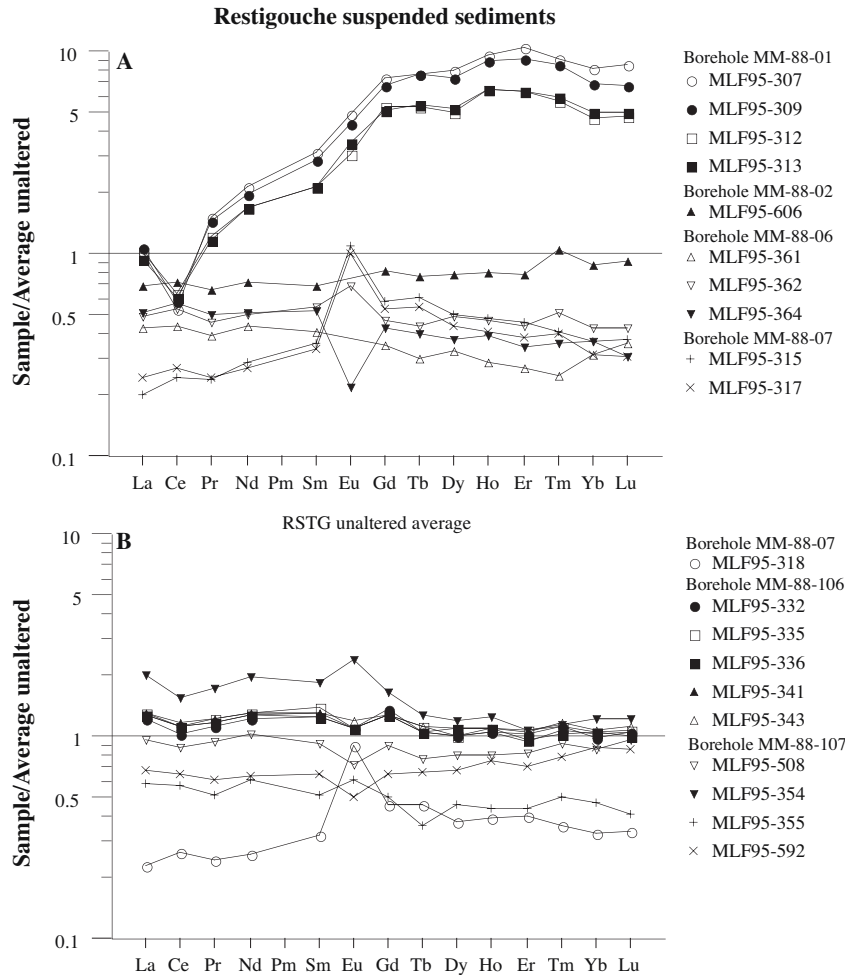 Restigouche suspended sediments
A
Sample/Average unaltered
10
5
1
0.5
0.1
La Ce Pr Nd Pm Sm Eu Gd Tb Dy Ho Er Tm Yb Lu
Borehole MM-88-01
MLF95-307
MLF95-309
MLF95-312
MLF95-313
Borehole MM-88-02
MLF95-606
Borehole MM-88-06
MLF95-361
MLF95-362
MLF95-364
Borehole MM-88-07
MLF95-315
MLF95-317
RSTG unaltered average
B
Sample/Average unaltered
10
5
1
0.5
0.1
La Ce Pr Nd Pm Sm Eu Gd Tb Dy Ho Er Tm Yb Lu
Borehole MM-88-07
MLF95-318
Borehole MM-88-106
MLF95-332
MLF95-335
MLF95-336
MLF95-341
MLF95-343
Borehole MM-88-107
MLF95-508
MLF95-354
MLF95-355
MLF95-592